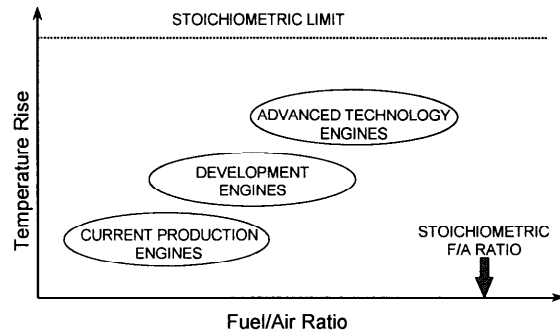 STOICHIOMETRIC LIMIT
ADVANCED TECHNOLOGY
ENGINES
DEVELOPMENT
ENGINES
CURRENT PRODUCTION
ENGINES
STOICHIOMETRIC
F/A RATIO
Temperature Rise
Fuel/Air Ratio